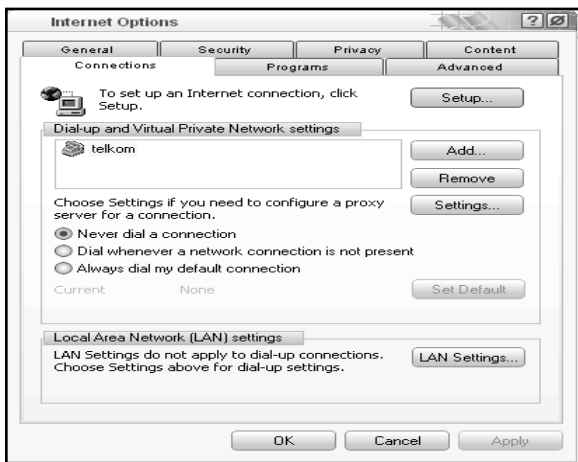 Internet Options
General Security Privacy Content
Connections Programs Advanced
To set up an Internet connection, click
Setup.
Setup...
Dial-up and Virtual Private Network settings
telkom
Add...
Remove
Choose Settings if you need to configure a proxy
server for a connection.
Settings...
Never dial a connection
Dial whenever a network connection is not present
Always dial my default connection
Current None Set Default
Local Area Network (LAN) settings
LAN Settings do not apply to dial-up connections.
Choose Settings above for dial-up settings.
LAN Settings...
OK Cancel Apply